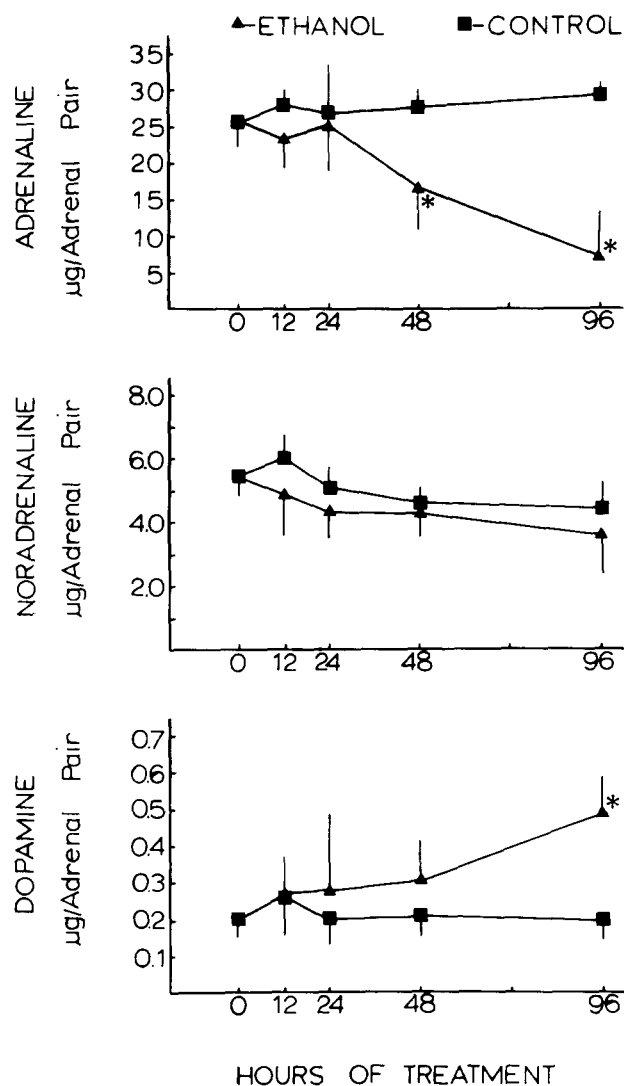 ▲-ETHANOL ■-CONTROL
ADRENALINE
µg/Adrenal Pair
35
30
25
20
15
10
5
0 12 24 48 96
*
*
NORADRENALINE
µg/Adrenal Pair
8.0
6.0
4.0
2.0
0 12 24 48 96
DOPAMINE
µg/Adrenal Pair
0.7
0.6
0.5
0.4
0.3
0.2
0.1
*
0 12 24 48 96
HOURS OF TREATMENT